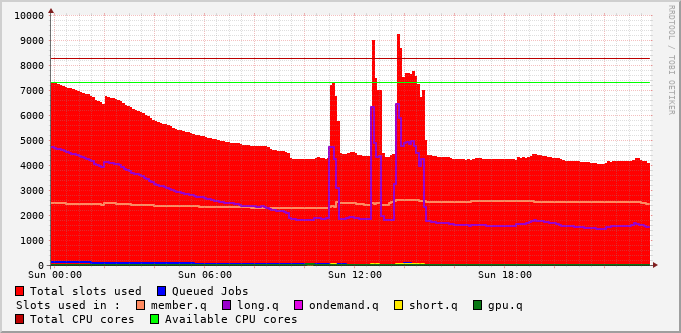 10000
9000
8000
7000
6000
5000
4000
3000
2000
1000
0
Sun 00:00 Sun 06:00 Sun 12:00 Sun 18:00
RRDTOOL / TOBI OETIKER
Total slots used Queued Jobs
Slots used in : member.q long.q ondemand.q short.q gpu.q
Total CPU cores Available CPU cores